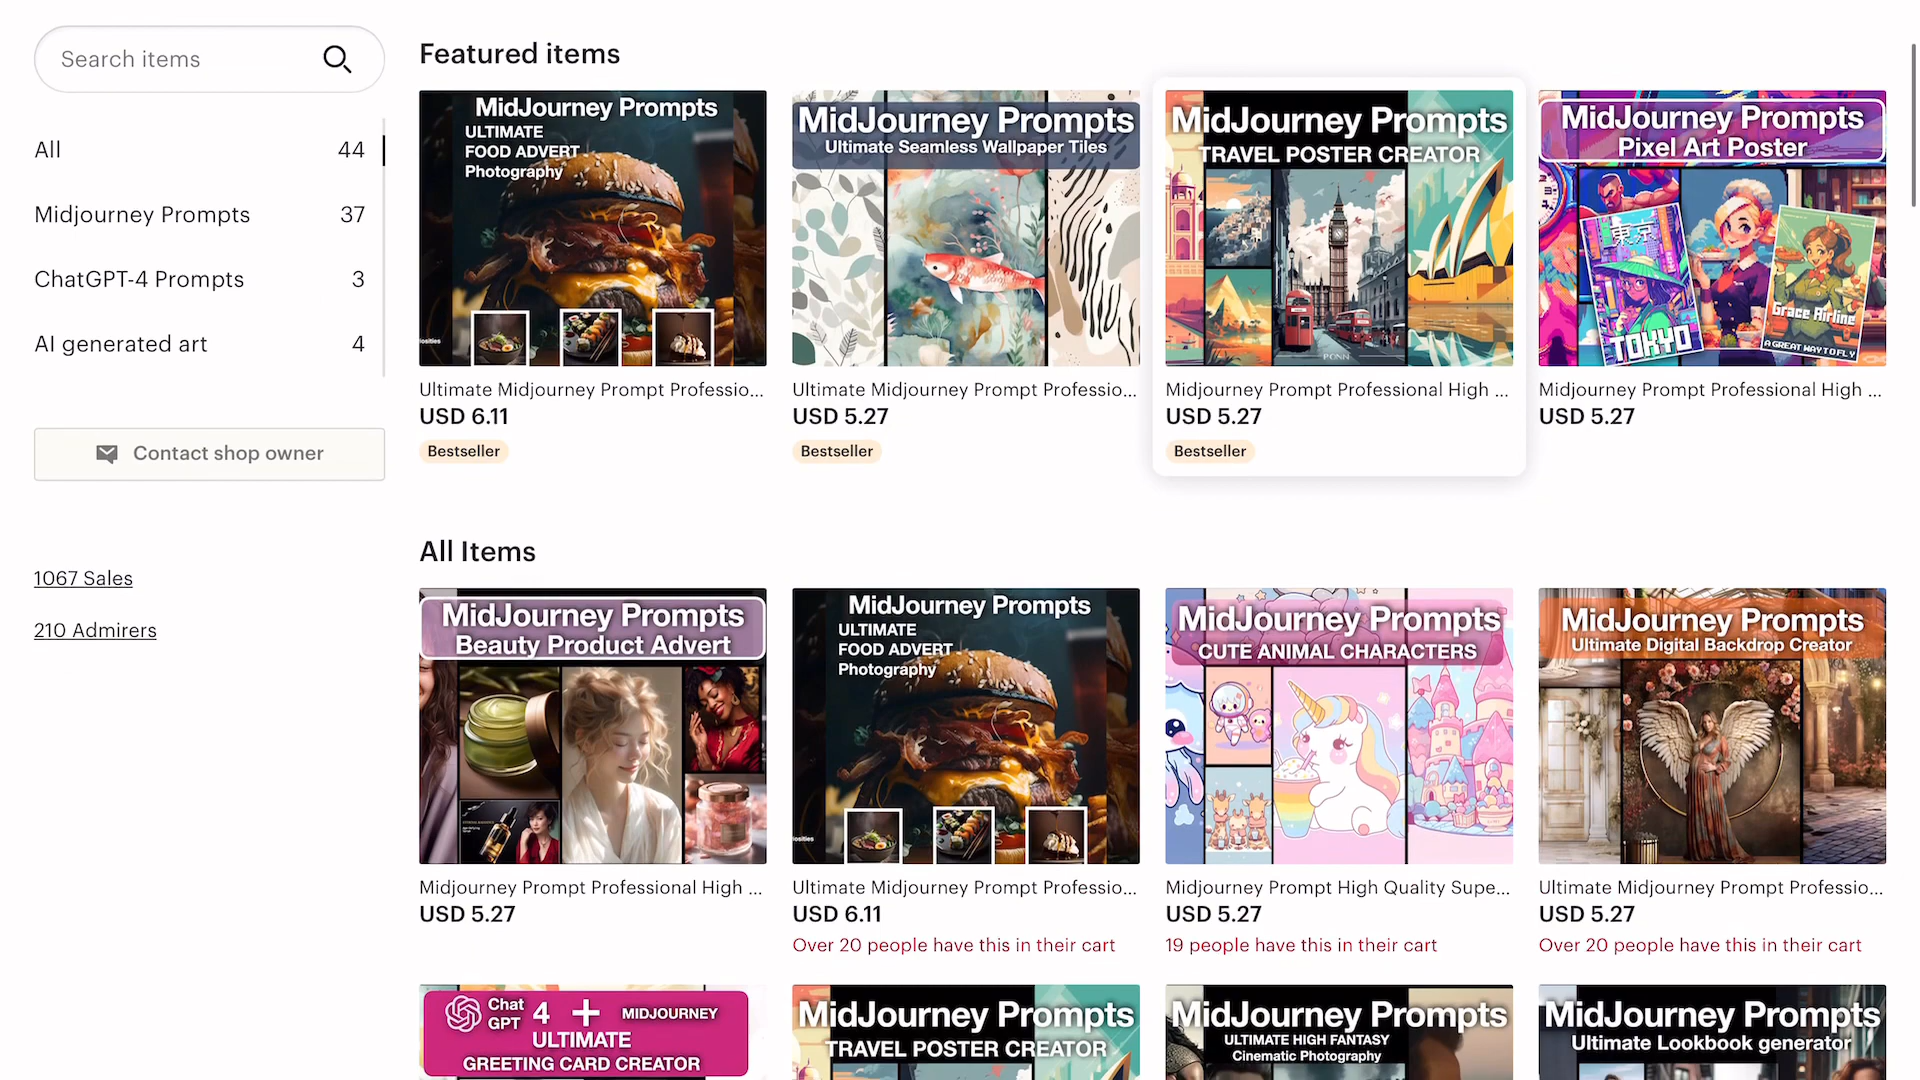 Search items
All 44
Midjourney Prompts 37
ChatGPT-4 Prompts 3
AI generated art 4
Contact shop owner
1067 Sales
210 Admirers
Featured items
MidJourney Prompts
ULTIMATE
FOOD ADVERT
Photography
osities
Ultimate Midjourney Prompt Professio...
USD 6.11
Bestseller
MidJourney Prompts
Ultimate Seamless Wallpaper Tiles
Ultimate Midjourney Prompt Professio...
USD 5.27
Bestseller
MidJourney Prompts
TRAVEL POSTER CREATOR
Midjourney Prompt Professional High ...
USD 5.27
Bestseller
MidJourney Prompts
Pixel Art Poster
東京
TOKYO
Grace Airline
A GREAT WAY TO FLY
Midjourney Prompt Professional High ...
USD 5.27
All Items
MidJourney Prompts
Beauty Product Advert
Midjourney Prompt Professional High ...
USD 5.27
MidJourney Prompts
ULTIMATE
FOOD ADVERT
Photography
osities
Ultimate Midjourney Prompt Professio...
USD 6.11
Over 20 people have this in their cart
MidJourney Prompts
CUTE ANIMAL CHARACTERS
Midjourney Prompt High Quality Supe...
USD 5.27
19 people have this in their cart
MidJourney Prompts
Ultimate Digital Backdrop Creator
Ultimate Midjourney Prompt Professio...
USD 5.27
Over 20 people have this in their cart
Chat GPT 4 + MIDJOURNEY
ULTIMATE
GREETING CARD CREATOR
MidJourney Prompts
TRAVEL POSTER CREATOR
MidJourney Prompts
ULTIMATE HIGH FANTASY
Cinematic Photography
MidJourney Prompts
Ultimate Lookbook generator